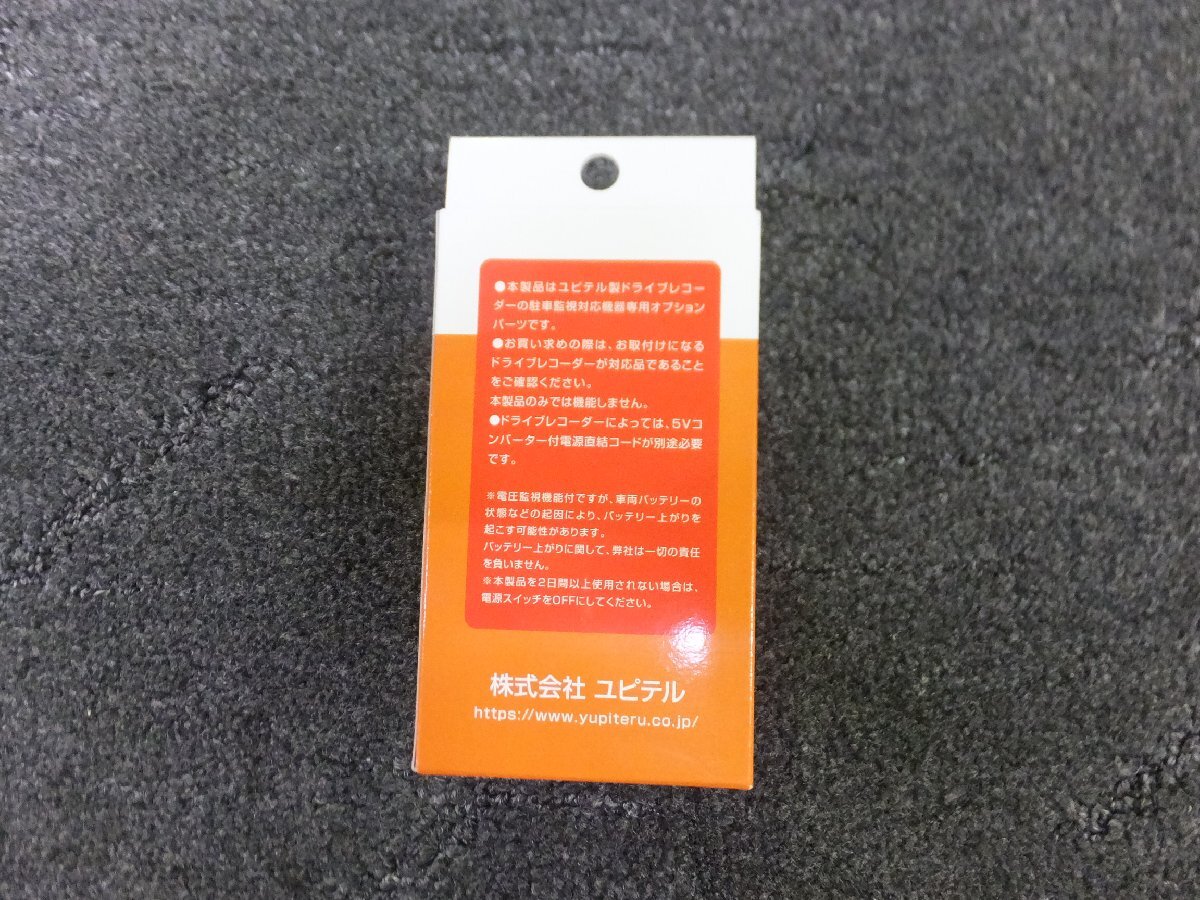 ●本製品はユピテル製ドライブレコー
ダーの駐車監視対応機器専用オプション
パーツです。
●お買い求めの際は、お取付けになる
ドライブレコーダーが対応品であること
をご確認ください。
本製品のみでは機能しません。
●ドライブレコーダーによっては、5Vコ
ンバーター付電源直結コードが別途必要
です。
※電圧監視機能付ですが、車両バッテリーの
状態などの起因により、バッテリー上がりを
起こす可能性があります。
バッテリー上がりに関して、弊社は一切の責任
を負いません。
※本製品を2日間以上使用されない場合は、
電源スイッチをOFFにしてください。
株式会社 ユピテル
https://www.yupiteru.co.jp/